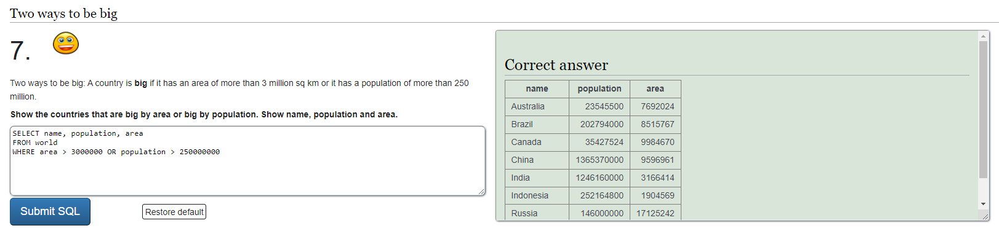 Two ways to be big
7.
Two ways to be big: A country is big if it has an area of more than 3 million sq km or it has a population of more than 250
million.
Show the countries that are big by area or big by population. Show name, population and area.
SELECT name, population, area
FROM world
WHERE area > 3000000 OR population > 250000000
Submit SQL
Restore default
Correct answer
name population area
Australia 23545500 7692024
Brazil 202794000 8515767
Canada 35427524 9984670
China 1365370000 9596961
India 1246160000 3166414
Indonesia 252164800 1904569
Russia 146000000 17125242